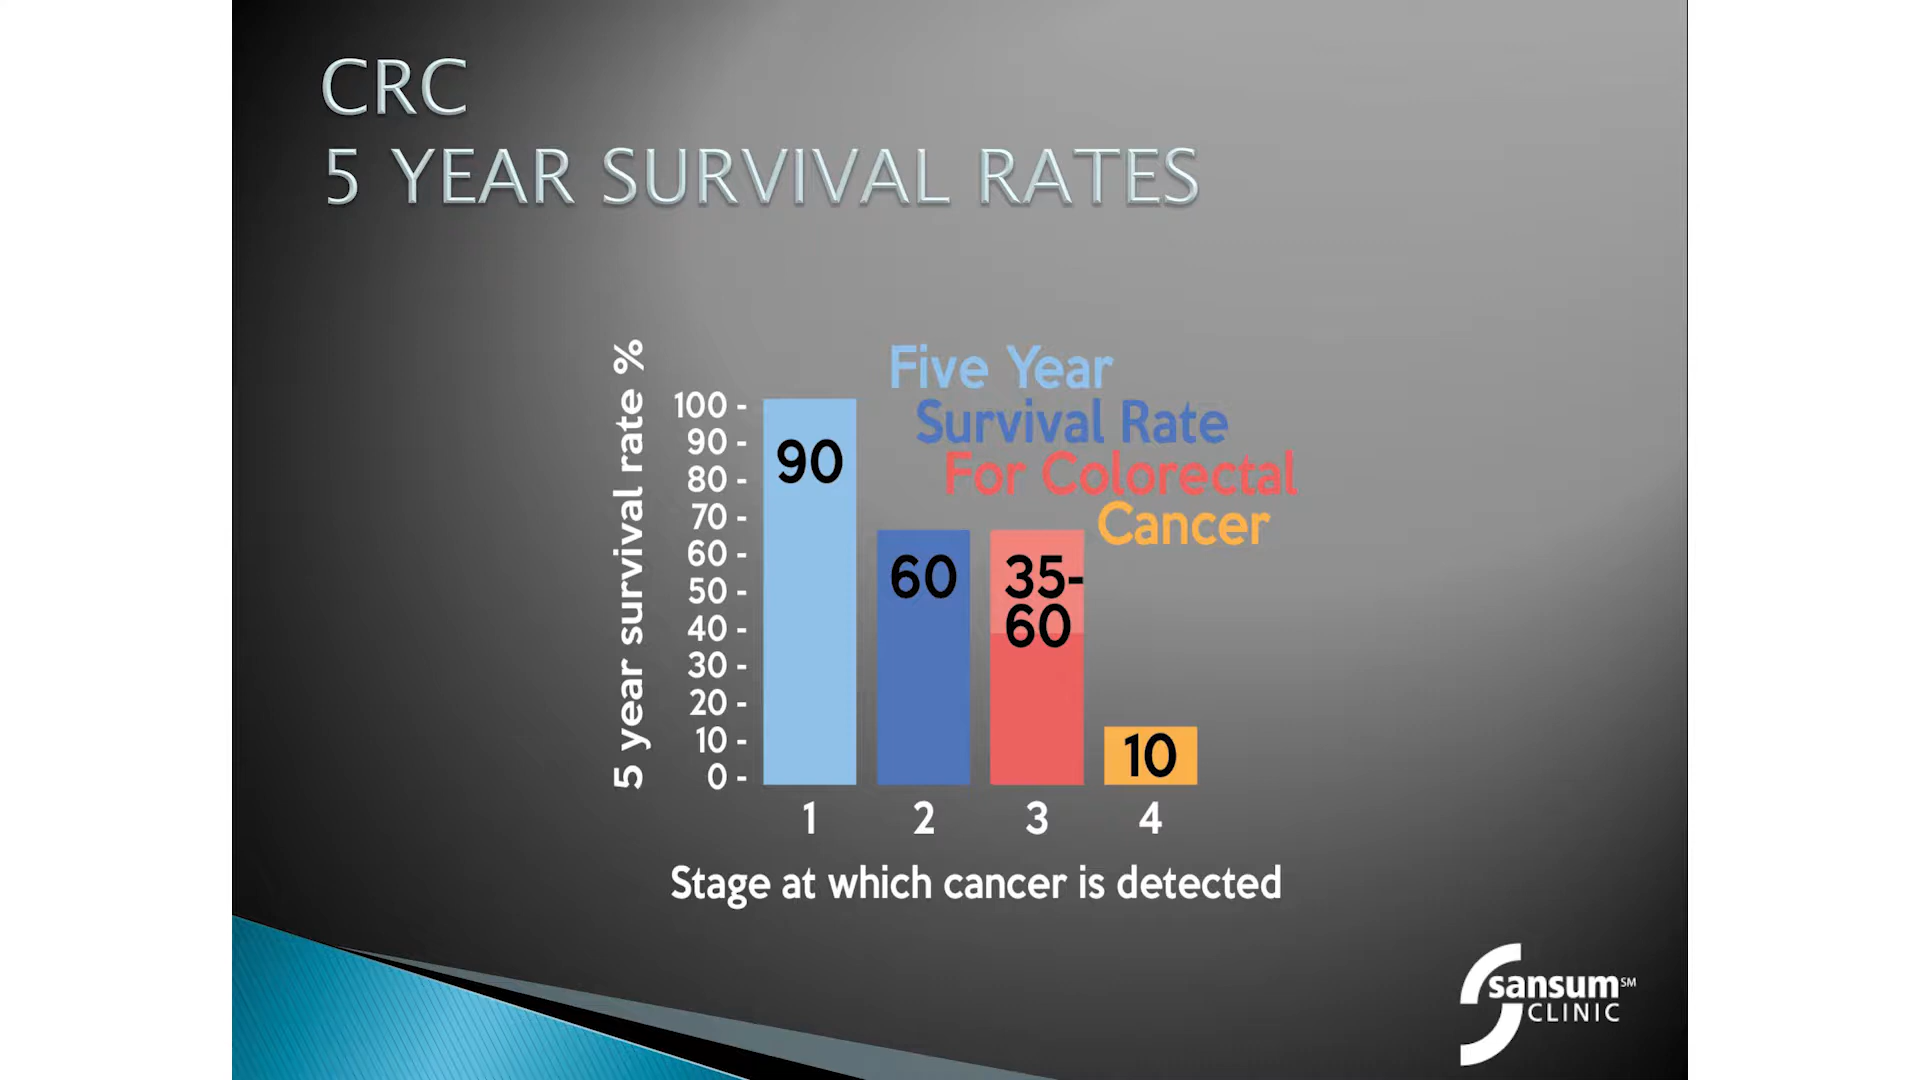 CRC
5 YEAR SURVIVAL RATES
Five Year
Survival Rate
For Colorectal
Cancer
5 year survival rate %
100 -
90 -
80 -
70 -
60 -
50 -
40 -
30 -
20 -
10 -
0 -
90
60
35-
60
10
1 2 3 4
Stage at which cancer is detected
sansum SM
CLINIC